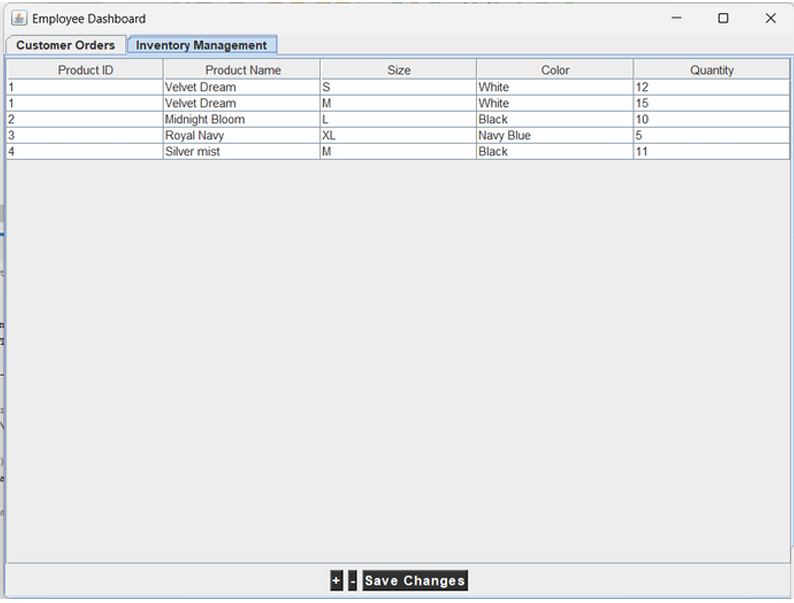 Employee Dashboard
Customer Orders Inventory Management
Product ID Product Name Size Color Quantity
1 Velvet Dream S White 12
1 Velvet Dream M White 15
2 Midnight Bloom L Black 10
3 Royal Navy XL Navy Blue 5
4 Silver mist M Black 11
+ - Save Changes